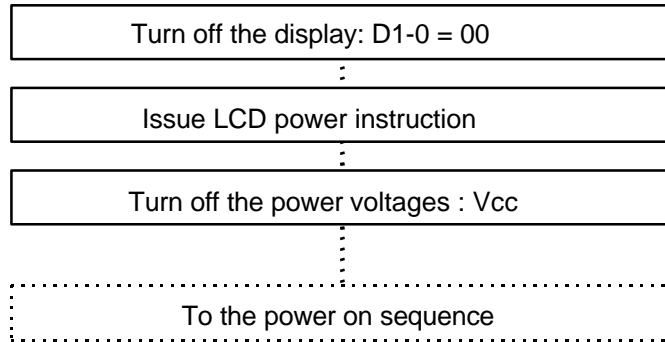 Turn off the display: D1-0 = 00
Issue LCD power instruction
Turn off the power voltages : Vcc
To the power on sequence